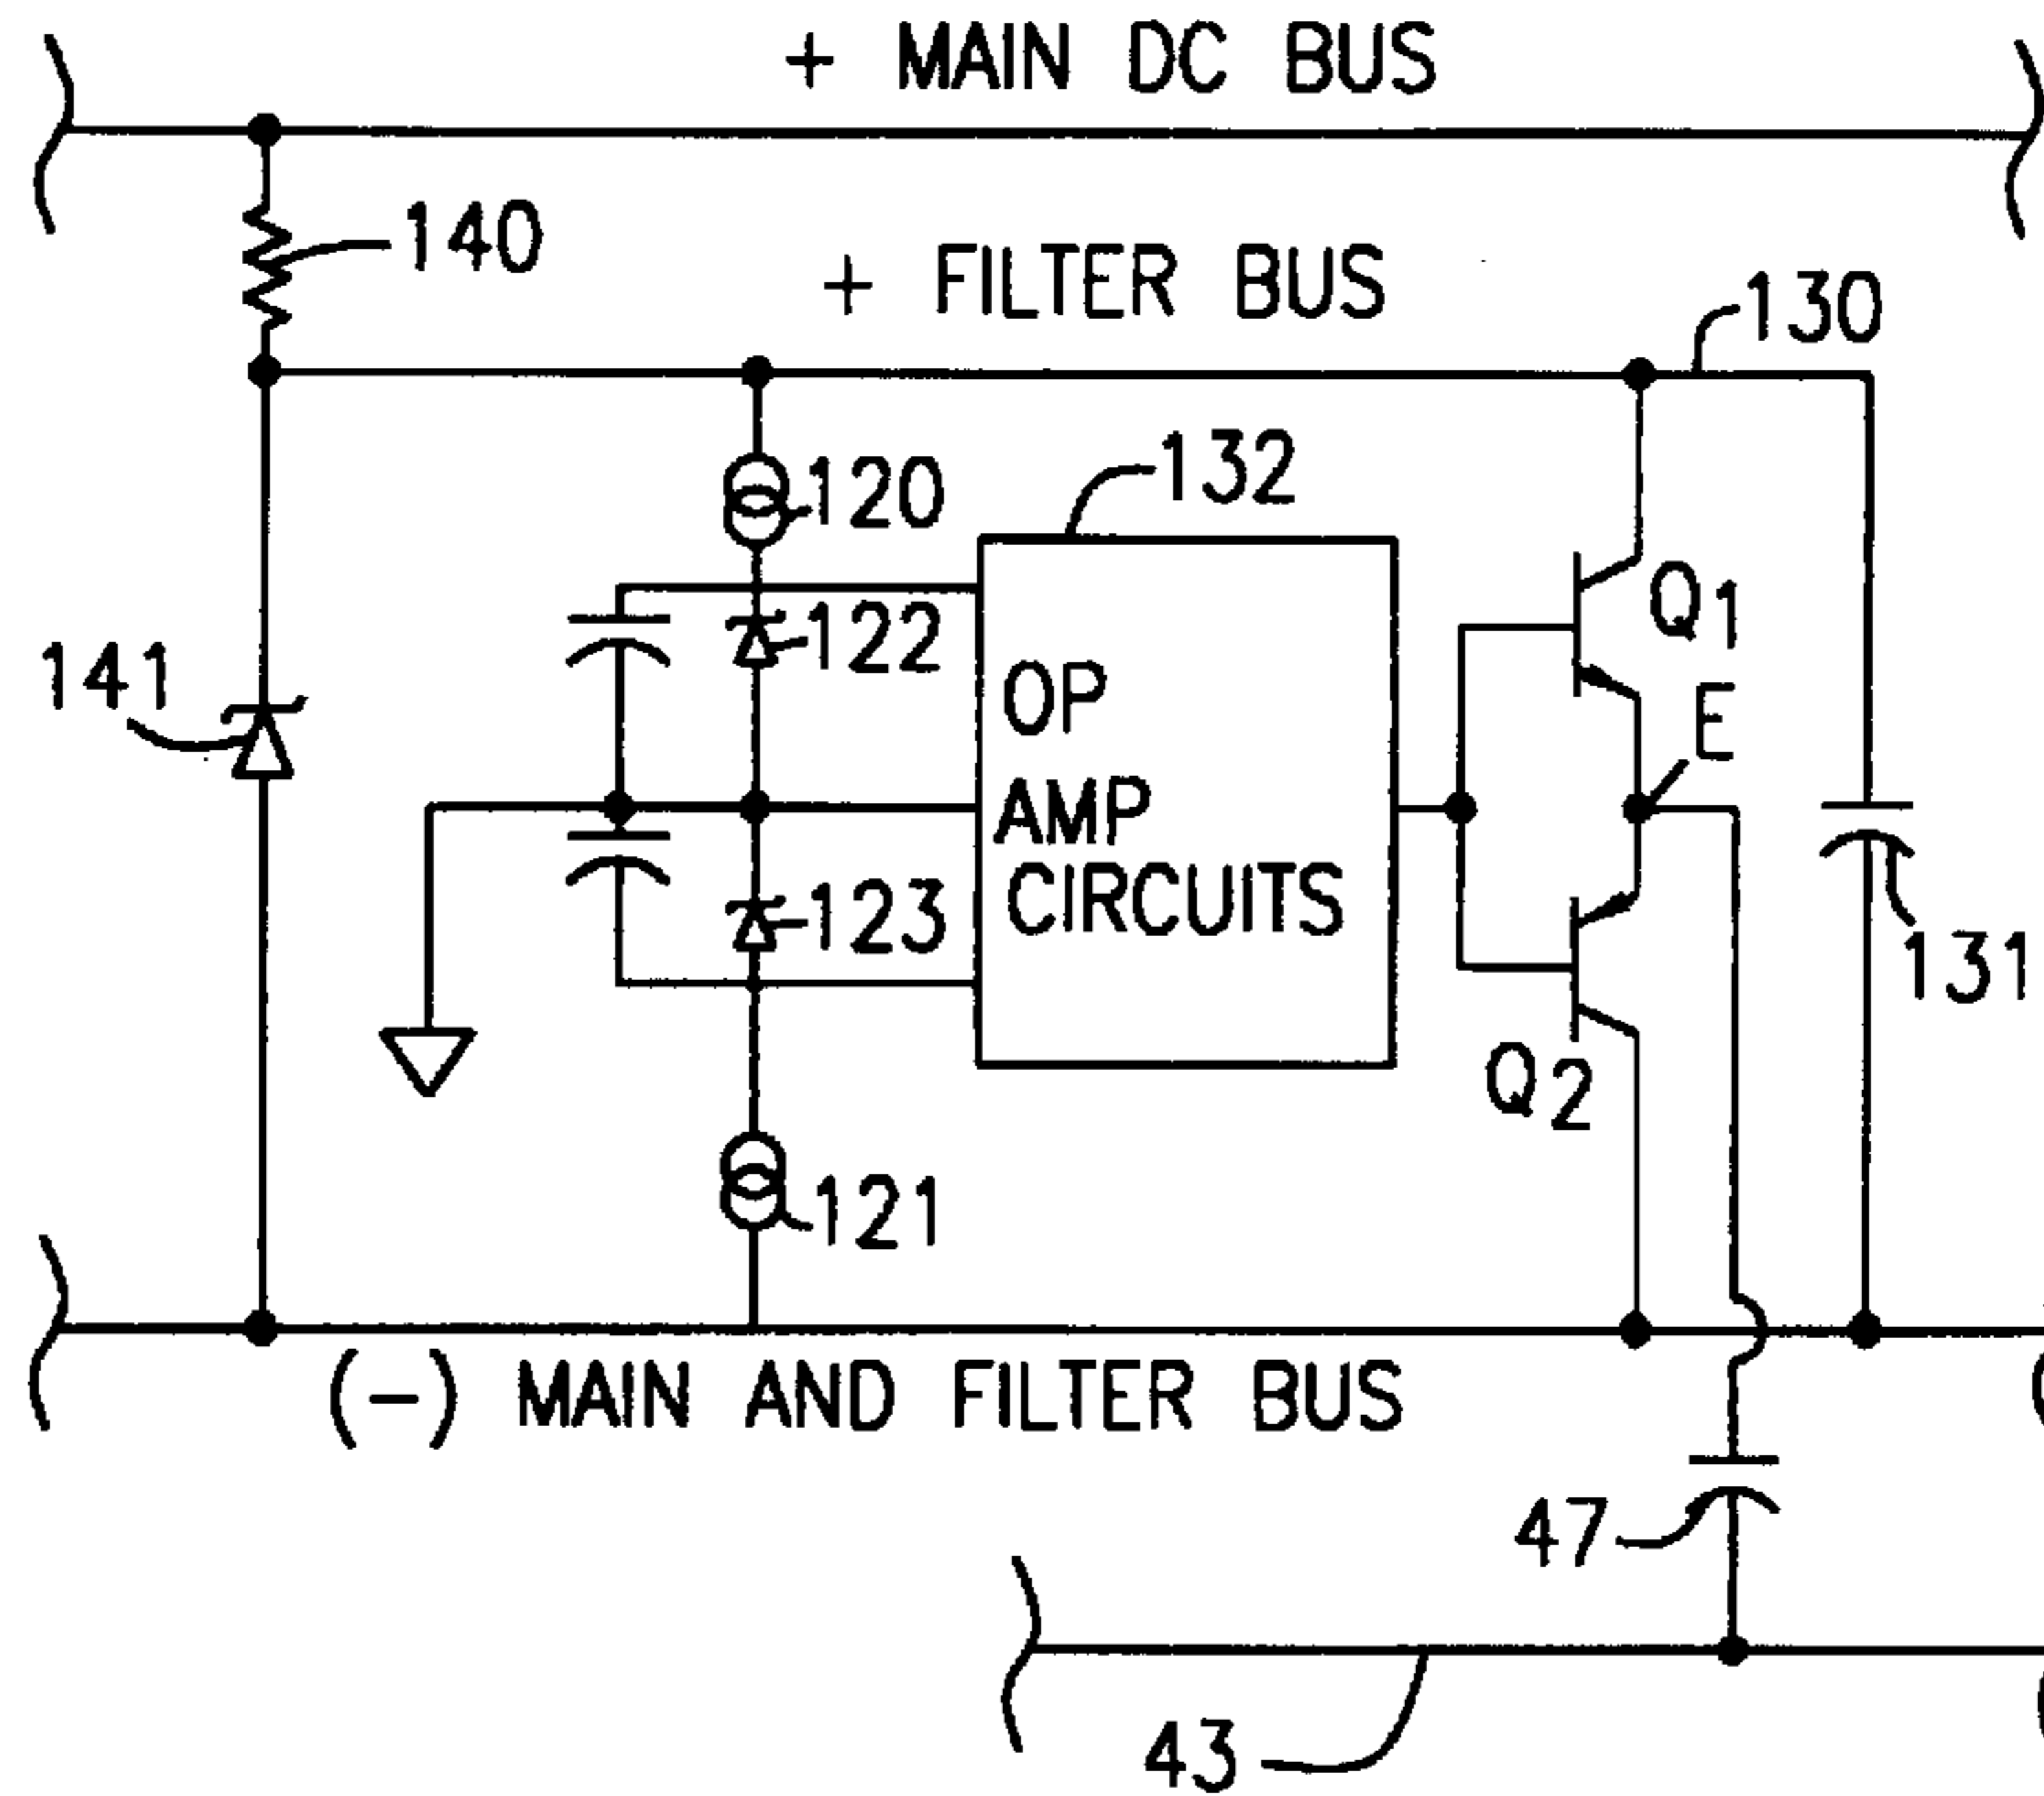 + MAIN DC BUS
140
+ FILTER BUS
130
132
120
122
Q1
141
OP
AMP
CIRCUITS
E
123
131
Q2
121
(-) MAIN AND FILTER BUS
47
43